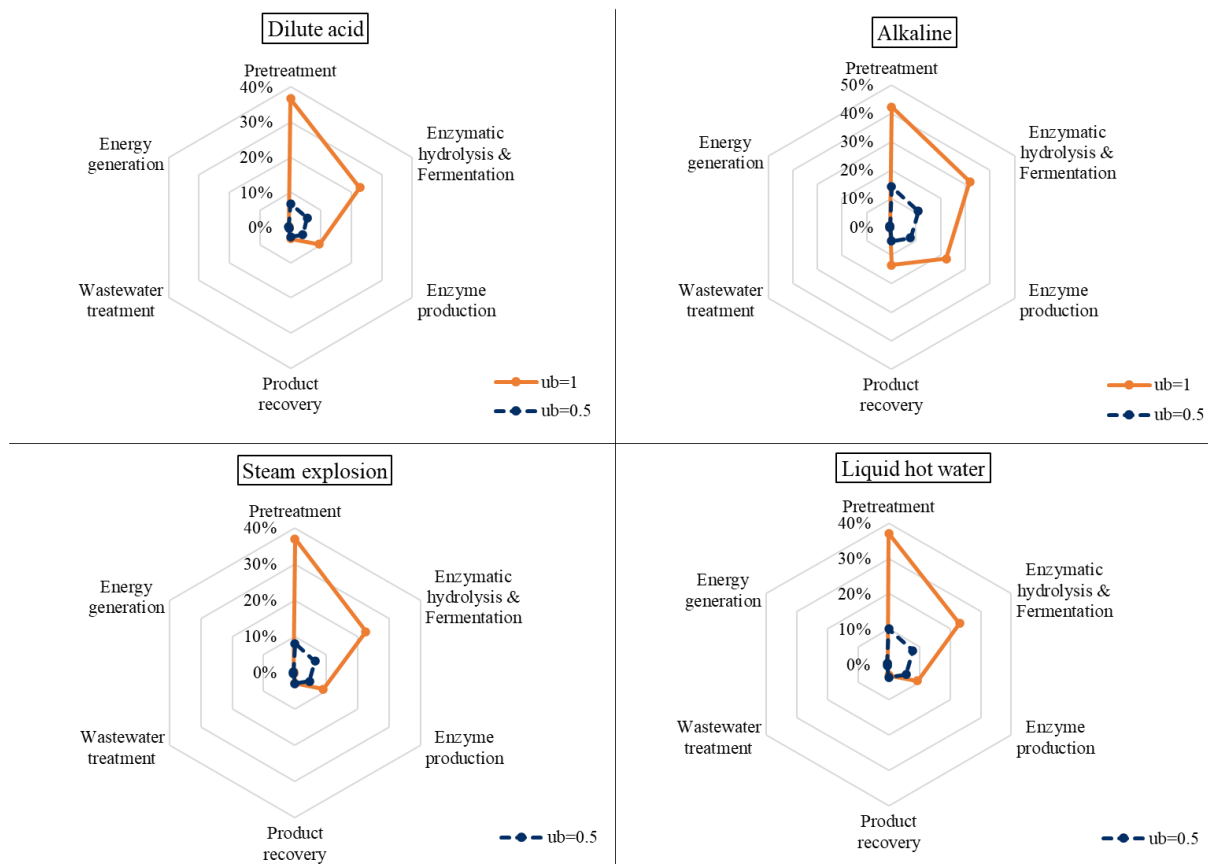 Dilute acid
Pretreatment
40%
30%
20%
10%
0%
Enzymatic
hydrolysis &
Fermentation
Enzyme
production
Product
recovery
Wastewater
treatment
Energy
generation
ub=1
ub=0.5
Alkaline
Pretreatment
50%
40%
30%
20%
10%
0%
Enzymatic
hydrolysis &
Fermentation
Enzyme
production
Product
recovery
Wastewater
treatment
Energy
generation
ub=1
ub=0.5
Steam explosion
Pretreatment
40%
30%
20%
10%
0%
Enzymatic
hydrolysis &
Fermentation
Enzyme
production
Product
recovery
Wastewater
treatment
Energy
generation
ub=0.5
Liquid hot water
Pretreatment
40%
30%
20%
10%
0%
Enzymatic
hydrolysis &
Fermentation
Enzyme
production
Product
recovery
Wastewater treatment
Energy
generation
ub=0.5